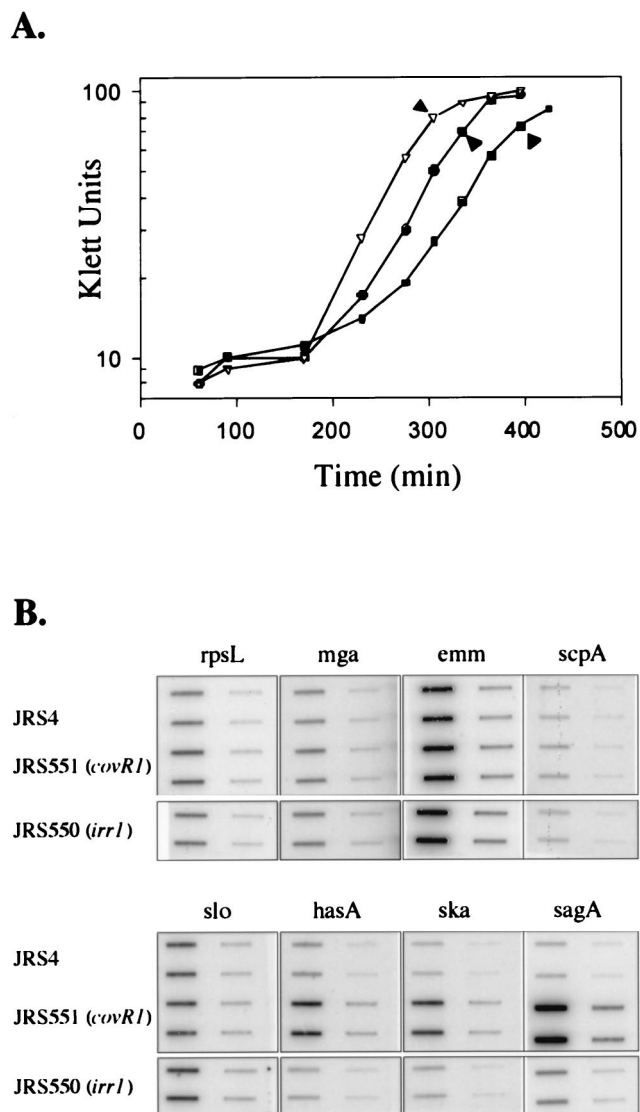 A.
100
10
Klett Units
0 100 200 300 400 500
Time (min)
B.
rpsL mga emm scpA
JRS4
JRS551 (covR1)
JRS550 (irr1)
slo hasA ska sagA
JRS4
JRS551 (covR1)
JRS550 (irr1)